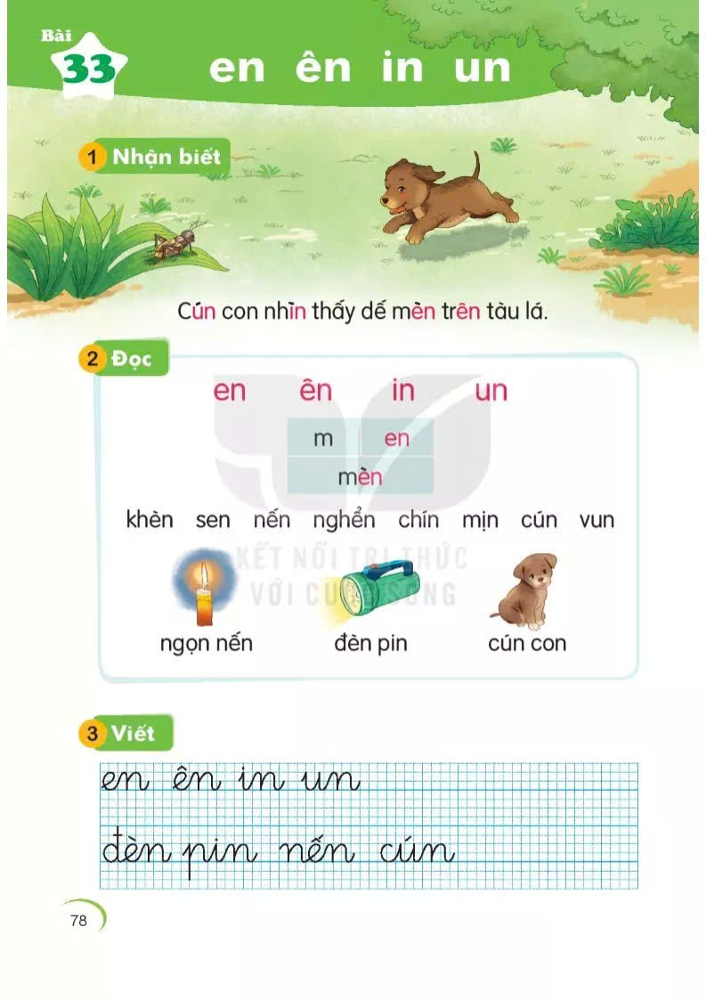 Bài
33
en ên in un
1 Nhận biết
Cún con nhìn thấy dế mèn trên tàu lá.
2 Đọc
en ên in un
m en
mèn
khèn sen nến nghển chín mịn cún vun
KẾT NỐI TRI THỨC
VỚI CUỘC SỐNG
ngọn nến đèn pin cún con
3 Viết
en ên in un
đèn pin nến cún
78